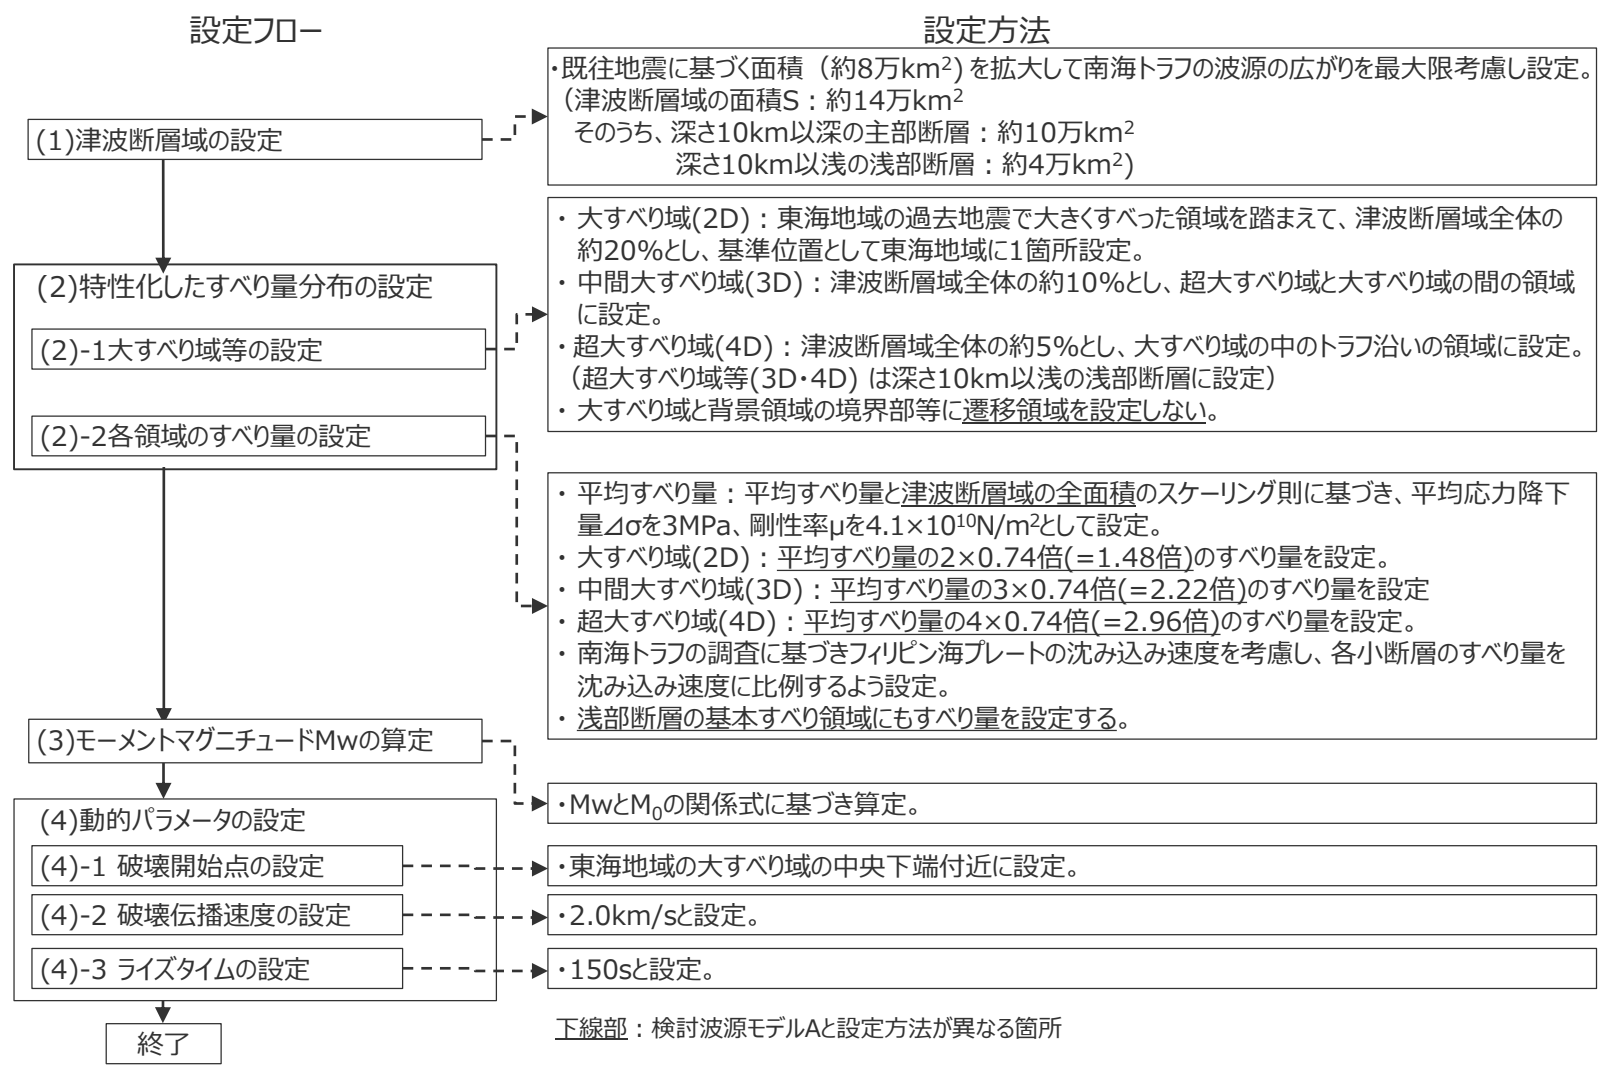 設定フロー
設定方法
(1)津波断層域の設定
・既往地震に基づく面積（約8万km²) を拡大して南海トラフの波源の広がりを最大限考慮し設定。
（津波断層域の面積S：約14万km²
そのうち、深さ10km以深の主部断層：約10万km²
深さ10km以浅の浅部断層：約4万km²)
(2)特性化したすべり量分布の設定
(2)-1大すべり域等の設定
・ 大すべり域(2D)：東海地域の過去地震で大きくすべった領域を踏まえて、津波断層域全体の
約20%とし、基準位置として東海地域に1箇所設定。
・ 中間大すべり域(3D)：津波断層域全体の約10%とし、超大すべり域と大すべり域の間の領域
に設定。
・超大すべり域(4D)：津波断層域全体の約5%とし、大すべり域の中のトラフ沿いの領域に設定。
（超大すべり域等(3D・4D) は深さ10km以浅の浅部断層に設定）
・ 大すべり域と背景領域の境界部等に遷移領域を設定しない。
(2)-2各領域のすべり量の設定
・ 平均すべり量：平均すべり量と津波断層域の全面積のスケーリング則に基づき、平均応力降下
量⊿σを3MPa、剛性率μを4.1×10¹⁰N/m²として設定。
・ 大すべり域(2D)：平均すべり量の2×0.74倍(=1.48倍)のすべり量を設定。
・ 中間大すべり域(3D)：平均すべり量の3×0.74倍(=2.22倍)のすべり量を設定
・ 超大すべり域(4D)：平均すべり量の4×0.74倍(=2.96倍)のすべり量を設定。
・ 南海トラフの調査に基づきフィリピン海プレートの沈み込み速度を考慮し、各小断層のすべり量を
沈み込み速度に比例するよう設定。
・ 浅部断層の基本すべり領域にもすべり量を設定する。
(3)モーメントマグニチュードMwの算定
・MwとM₀の関係式に基づき算定。
(4)動的パラメータの設定
(4)-1 破壊開始点の設定
・東海地域の大すべり域の中央下端付近に設定。
(4)-2 破壊伝播速度の設定
・2.0km/sと設定。
(4)-3 ライズタイムの設定
・150sと設定。
終了
下線部：検討波源モデルAと設定方法が異なる箇所